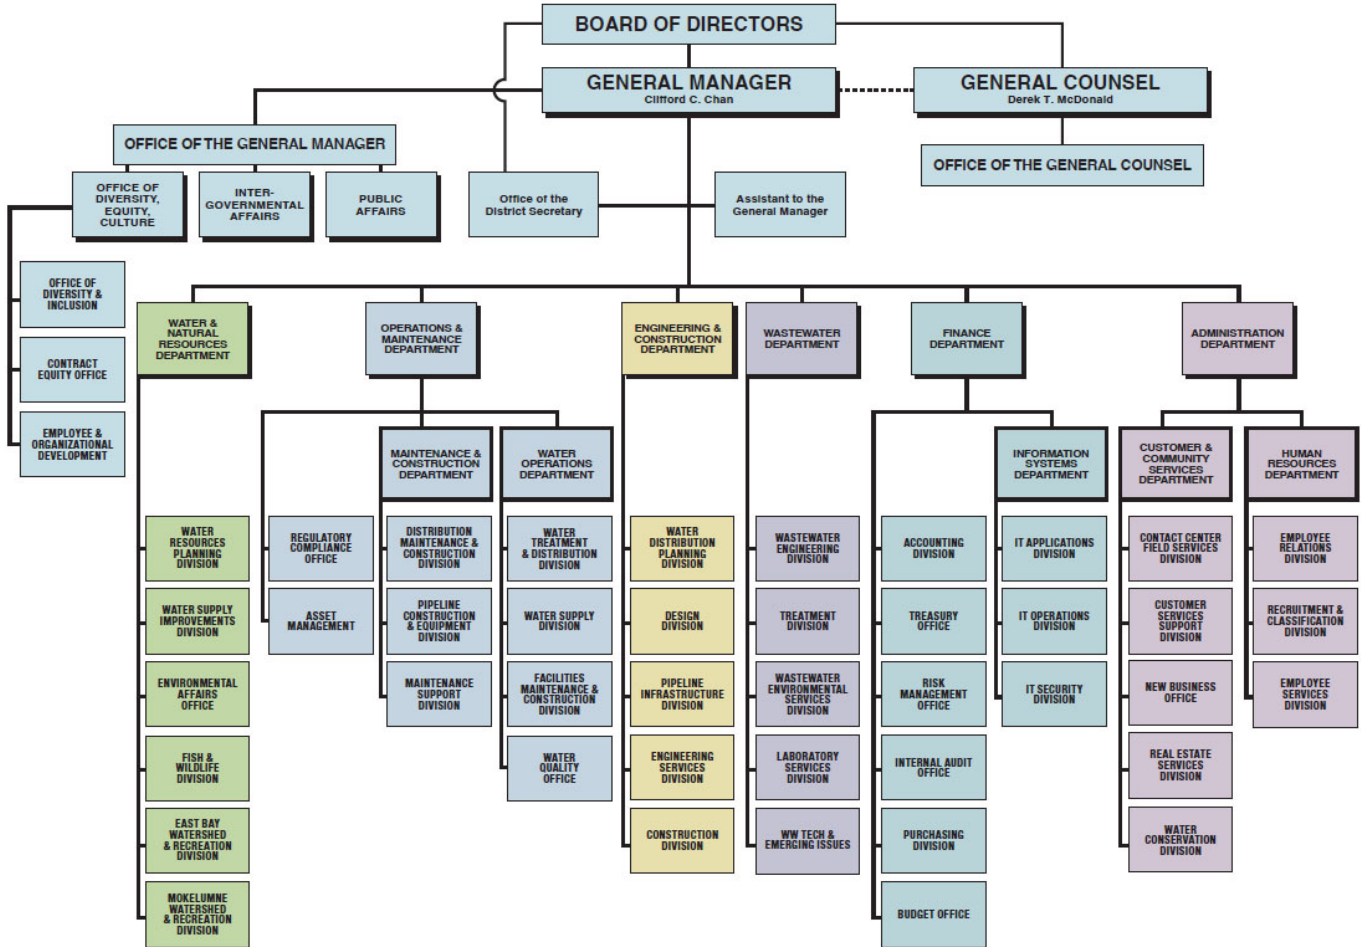 BOARD OF DIRECTORS
GENERAL MANAGER
Clifford C. Chan
GENERAL COUNSEL
Derek T. McDonald
OFFICE OF THE GENERAL MANAGER
OFFICE OF THE GENERAL COUNSEL
OFFICE OF
DIVERSITY,
EQUITY,
CULTURE
INTER-
GOVERNMENTAL
AFFAIRS
PUBLIC
AFFAIRS
Office of the
District Secretary
Assistant to the
General Manager
OFFICE OF
DIVERSITY &
INCLUSION
CONTRACT
EQUITY OFFICE
EMPLOYEE &
ORGANIZATIONAL
DEVELOPMENT
WATER &
NATURAL
RESOURCES
DEPARTMENT
OPERATIONS &
MAINTENANCE
DEPARTMENT
ENGINEERING &
CONSTRUCTION
DEPARTMENT
WASTEWATER
DEPARTMENT
FINANCE
DEPARTMENT
ADMINISTRATION
DEPARTMENT
MAINTENANCE &
CONSTRUCTION
DEPARTMENT
WATER
OPERATIONS
DEPARTMENT
INFORMATION
SYSTEMS
DEPARTMENT
CUSTOMER &
COMMUNITY
SERVICES
DEPARTMENT
HUMAN
RESOURCES
DEPARTMENT
WATER
RESOURCES
PLANNING
DIVISION
WATER SUPPLY
IMPROVEMENTS
DIVISION
ENVIRONMENTAL
AFFAIRS
OFFICE
FISH &
WILDLIFE
DIVISION
EAST BAY
WATERSHED
& RECREATION
DIVISION
MOKELUMNE
WATERSHED
& RECREATION
DIVISION
REGULATORY
COMPLIANCE
OFFICE
ASSET
MANAGEMENT
DISTRIBUTION
MAINTENANCE &
CONSTRUCTION
DIVISION
PIPELINE
CONSTRUCTION
& EQUIPMENT
DIVISION
MAINTENANCE
SUPPORT
DIVISION
WATER
TREATMENT
& DISTRIBUTION
DIVISION
WATER SUPPLY
DIVISION
FACILITIES
MAINTENANCE &
CONSTRUCTION
DIVISION
WATER
QUALITY
OFFICE
WATER
DISTRIBUTION
PLANNING
DIVISION
DESIGN
DIVISION
PIPELINE
INFRASTRUCTURE
DIVISION
ENGINEERING
SERVICES
DIVISION
CONSTRUCTION
DIVISION
WASTEWATER
ENGINEERING
DIVISION
TREATMENT
DIVISION
WASTEWATER
ENVIRONMENTAL
SERVICES
DIVISION
LABORATORY
SERVICES
DIVISION
WW TECH &
EMERGING ISSUES
ACCOUNTING
DIVISION
TREASURY
OFFICE
RISK
MANAGEMENT
OFFICE
INTERNAL AUDIT
OFFICE
PURCHASING
DIVISION
BUDGET OFFICE
IT APPLICATIONS
DIVISION
IT OPERATIONS
DIVISION
IT SECURITY
DIVISION
CONTACT CENTER
FIELD SERVICES
DIVISION
CUSTOMER
SERVICES
SUPPORT
DIVISION
NEW BUSINESS
OFFICE
REAL ESTATE
SERVICES
DIVISION
WATER
CONSERVATION
DIVISION
EMPLOYEE
RELATIONS
DIVISION
RECRUITMENT &
CLASSIFICATION
DIVISION
EMPLOYEE
SERVICES
DIVISION